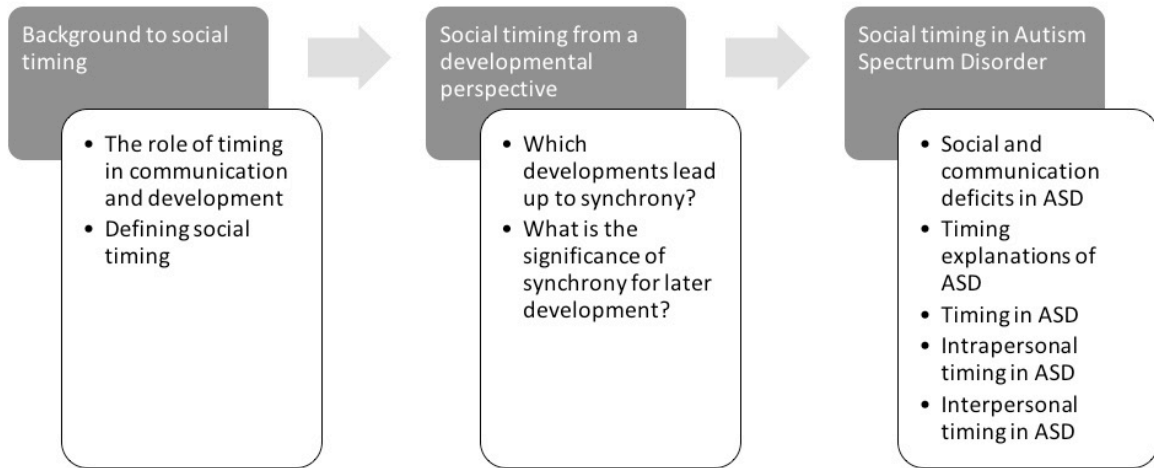 Background to social
timing
• The role of timing
in communication
and development
• Defining social
timing
Social timing from a
developmental
perspective
• Which
developments lead
up to synchrony?
• What is the
significance of
synchrony for later
development?
Social timing in Autism
Spectrum Disorder
• Social and
communication
deficits in ASD
• Timing
explanations of
ASD
• Timing in ASD
• Intrapersonal
timing in ASD
• Interpersonal
timing in ASD